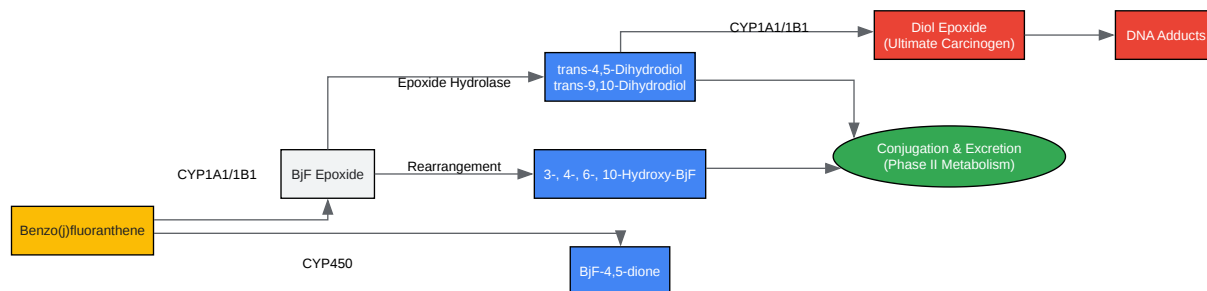 CYP1A1/1B1
Diol Epoxide
(Ultimate Carcinogen)
DNA Adducts
Epoxide Hydrolase
trans-4,5-Dihydrodiol
trans-9,10-Dihydrodiol
CYP1A1/1B1
BjF Epoxide
Rearrangement
3-, 4-, 6-, 10-Hydroxy-BjF
Conjugation & Excretion
(Phase II Metabolism)
Benzo(j)fluoranthene
CYP450
BjF-4,5-dione